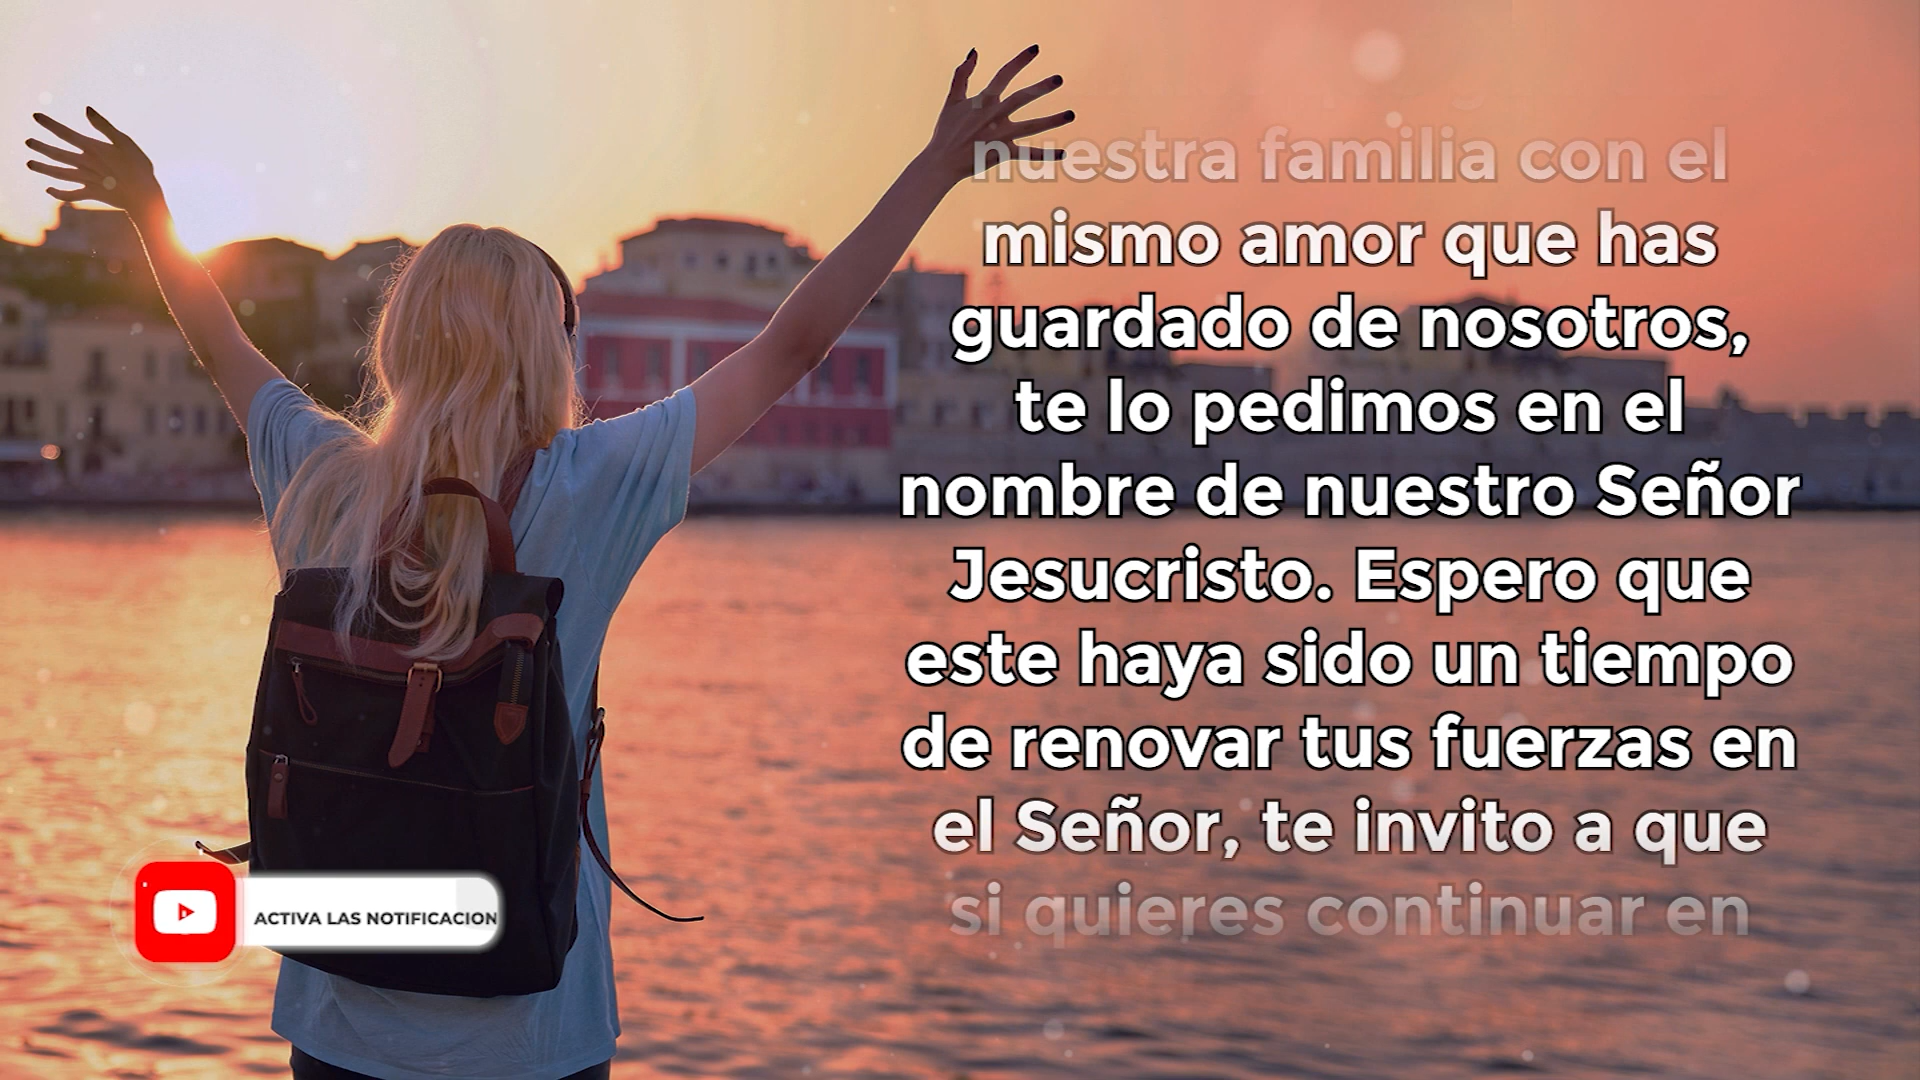 nuestra familia con el
mismo amor que has
guardado de nosotros,
te lo pedimos en el
nombre de nuestro Señor
Jesucristo. Espero que
este haya sido un tiempo
de renovar tus fuerzas en
el Señor, te invito a que
si quieres continuar en
ACTIVA LAS NOTIFICACION